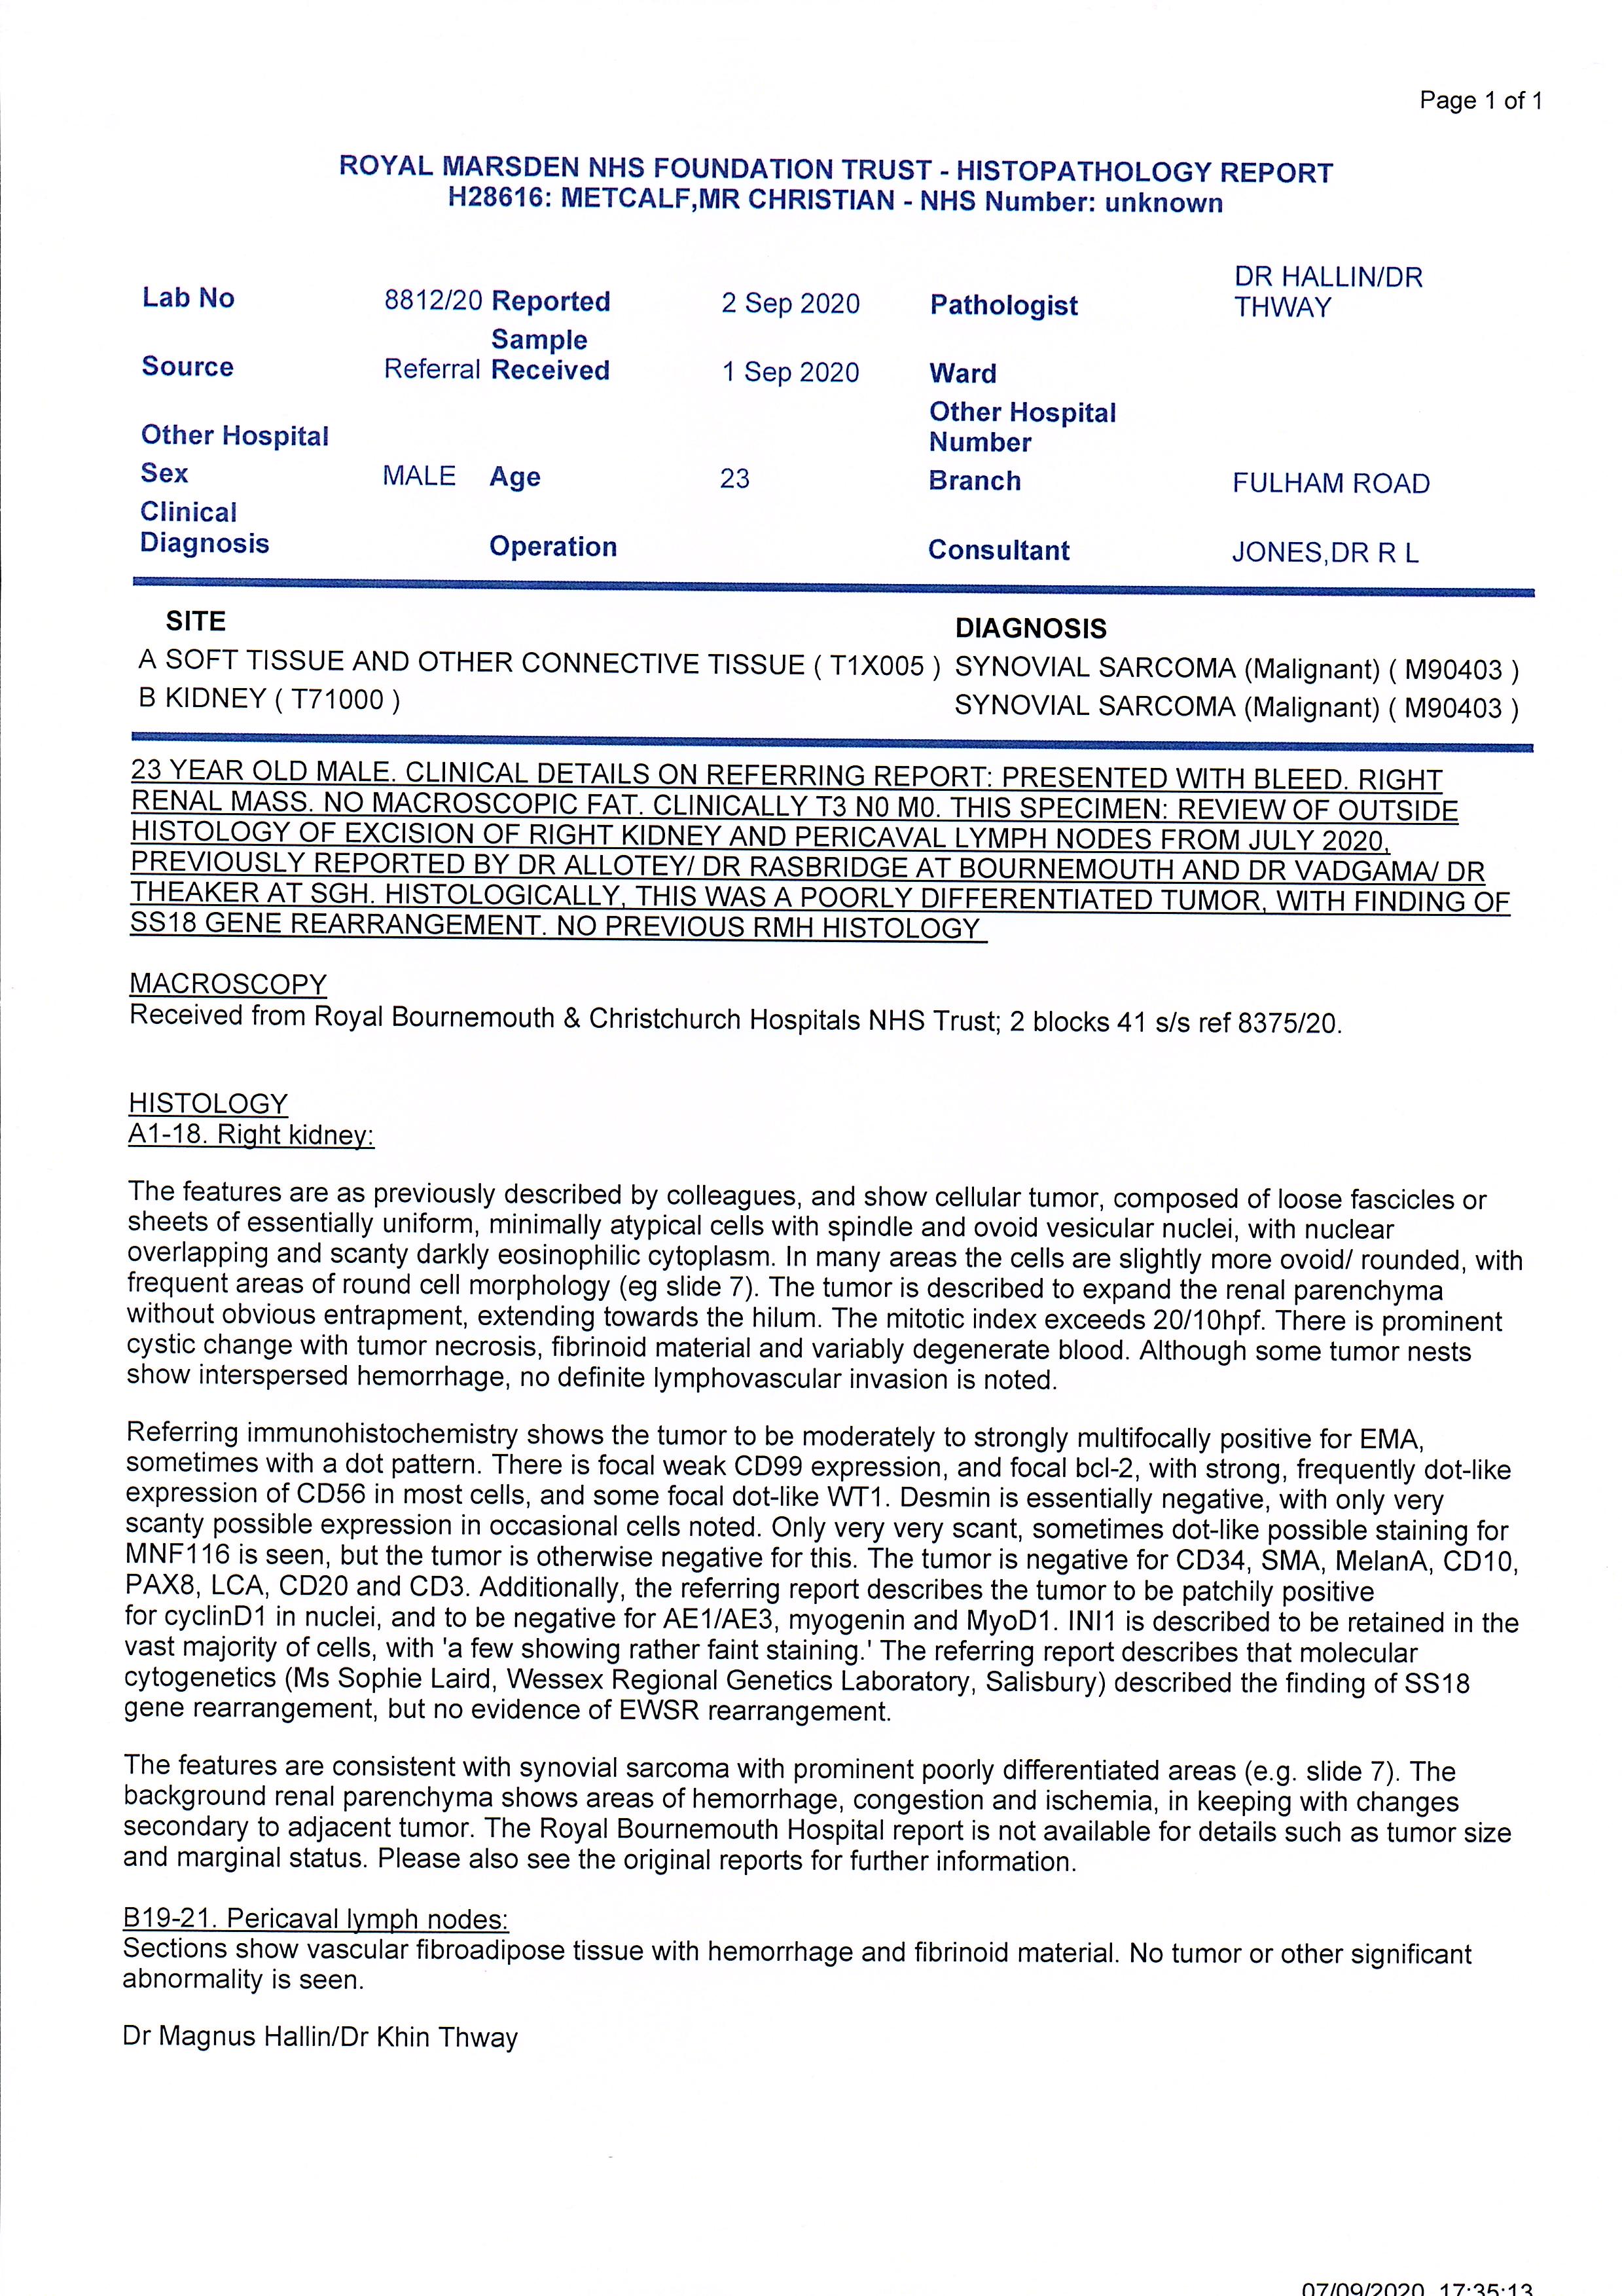 Page 1 of 1
ROYAL MARSDEN NHS FOUNDATION TRUST - HISTOPATHOLOGY REPORT
H28616: METCALF,MR CHRISTIAN - NHS Number: unknown
Lab No 8812/20 Reported 2 Sep 2020 Pathologist DR HALLIN/DR THWAY
Source Referral Sample Received 1 Sep 2020 Ward
Other Hospital Other Hospital Number
Sex MALE Age 23 Branch FULHAM ROAD
Clinical Diagnosis Operation Consultant JONES,DR R L
SITE DIAGNOSIS
A SOFT TISSUE AND OTHER CONNECTIVE TISSUE ( T1X005 ) SYNOVIAL SARCOMA (Malignant) ( M90403 )
B KIDNEY ( T71000 ) SYNOVIAL SARCOMA (Malignant) ( M90403 )
23 YEAR OLD MALE. CLINICAL DETAILS ON REFERRING REPORT: PRESENTED WITH BLEED. RIGHT
RENAL MASS. NO MACROSCOPIC FAT. CLINICALLY T3 N0 M0. THIS SPECIMEN: REVIEW OF OUTSIDE
HISTOLOGY OF EXCISION OF RIGHT KIDNEY AND PERICAVAL LYMPH NODES FROM JULY 2020,
PREVIOUSLY REPORTED BY DR ALLOTEY/ DR RASBRIDGE AT BOURNEMOUTH AND DR VADGAMA/ DR
THEAKER AT SGH. HISTOLOGICALLY, THIS WAS A POORLY DIFFERENTIATED TUMOR, WITH FINDING OF
SS18 GENE REARRANGEMENT. NO PREVIOUS RMH HISTOLOGY
MACROSCOPY
Received from Royal Bournemouth & Christchurch Hospitals NHS Trust; 2 blocks 41 s/s ref 8375/20.
HISTOLOGY
A1-18. Right kidney:
The features are as previously described by colleagues, and show cellular tumor, composed of loose fascicles or
sheets of essentially uniform, minimally atypical cells with spindle and ovoid vesicular nuclei, with nuclear
overlapping and scanty darkly eosinophilic cytoplasm. In many areas the cells are slightly more ovoid/ rounded, with
frequent areas of round cell morphology (eg slide 7). The tumor is described to expand the renal parenchyma
without obvious entrapment, extending towards the hilum. The mitotic index exceeds 20/10hpf. There is prominent
cystic change with tumor necrosis, fibrinoid material and variably degenerate blood. Although some tumor nests
show interspersed hemorrhage, no definite lymphovascular invasion is noted.
Referring immunohistochemistry shows the tumor to be moderately to strongly multifocally positive for EMA,
sometimes with a dot pattern. There is focal weak CD99 expression, and focal bcl-2, with strong, frequently dot-like
expression of CD56 in most cells, and some focal dot-like WT1. Desmin is essentially negative, with only very
scanty possible expression in occasional cells noted. Only very very scant, sometimes dot-like possible staining for
MNF116 is seen, but the tumor is otherwise negative for this. The tumor is negative for CD34, SMA, MelanA, CD10,
PAX8, LCA, CD20 and CD3. Additionally, the referring report describes the tumor to be patchily positive
for cyclinD1 in nuclei, and to be negative for AE1/AE3, myogenin and MyoD1. INI1 is described to be retained in the
vast majority of cells, with 'a few showing rather faint staining.' The referring report describes that molecular
cytogenetics (Ms Sophie Laird, Wessex Regional Genetics Laboratory, Salisbury) described the finding of SS18
gene rearrangement, but no evidence of EWSR rearrangement.
The features are consistent with synovial sarcoma with prominent poorly differentiated areas (e.g. slide 7). The
background renal parenchyma shows areas of hemorrhage, congestion and ischemia, in keeping with changes
secondary to adjacent tumor. The Royal Bournemouth Hospital report is not available for details such as tumor size
and marginal status. Please also see the original reports for further information.
B19-21. Pericaval lymph nodes:
Sections show vascular fibroadipose tissue with hemorrhage and fibrinoid material. No tumor or other significant
abnormality is seen.
Dr Magnus Hallin/Dr Khin Thway
07/09/2020 17:35:13